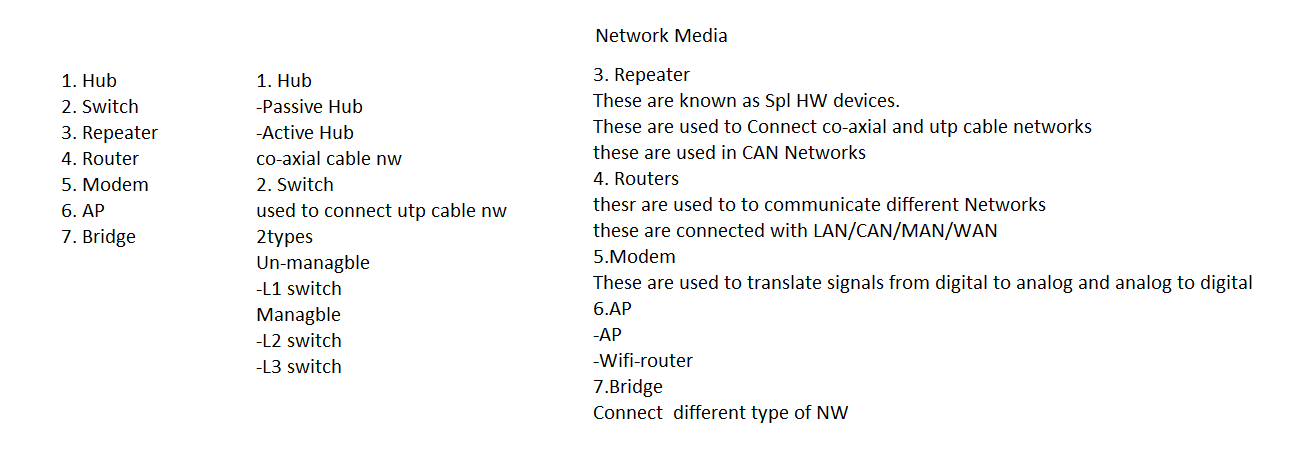 Network Media
1. Hub
2. Switch
3. Repeater
4. Router
5. Modem
6. AP
7. Bridge
1. Hub
-Passive Hub
-Active Hub
co-axial cable nw
2. Switch
used to connect utp cable nw
2types
Un-managble
-L1 switch
Managble
-L2 switch
-L3 switch
3. Repeater
These are known as Spl HW devices.
These are used to Connect co-axial and utp cable networks
these are used in CAN Networks
4. Routers
thesr are used to to communicate different Networks
these are connected with LAN/CAN/MAN/WAN
5.Modem
These are used to translate signals from digital to analog and analog to digital
6.AP
-AP
-Wifi-router
7.Bridge
Connect  different type of NW